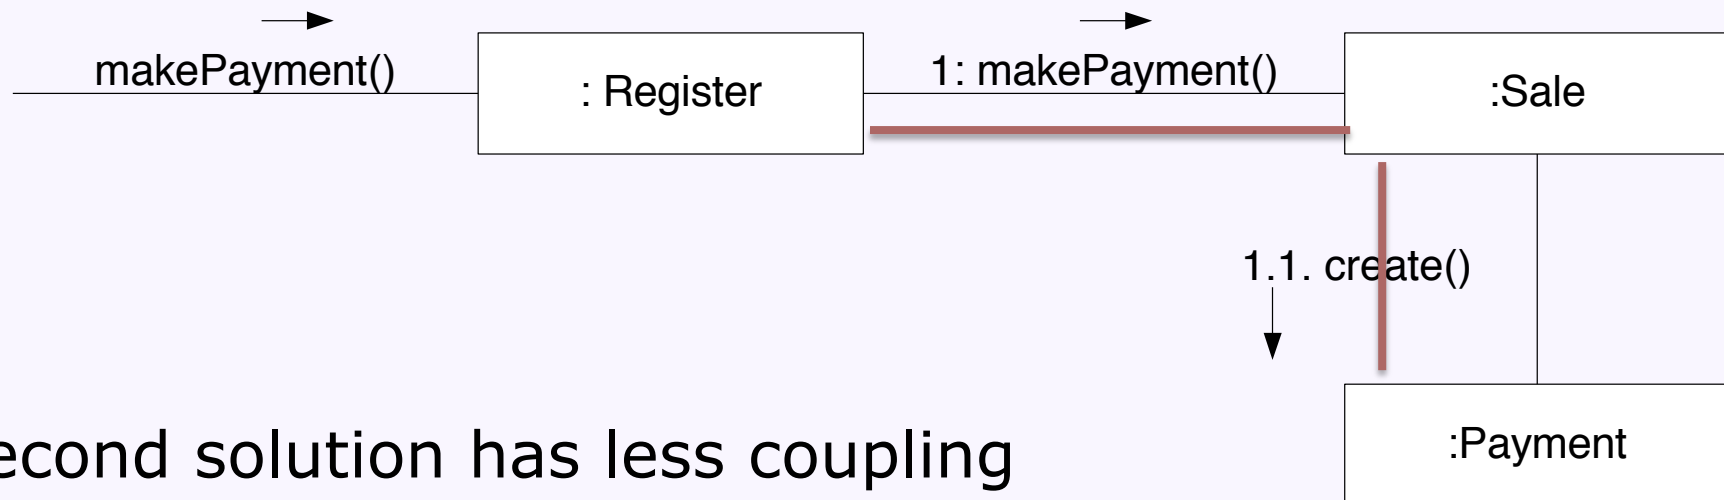 makePayment()
: Register
1: makePayment()
:Sale
1.1. create()
:Payment
econd solution has less coupling